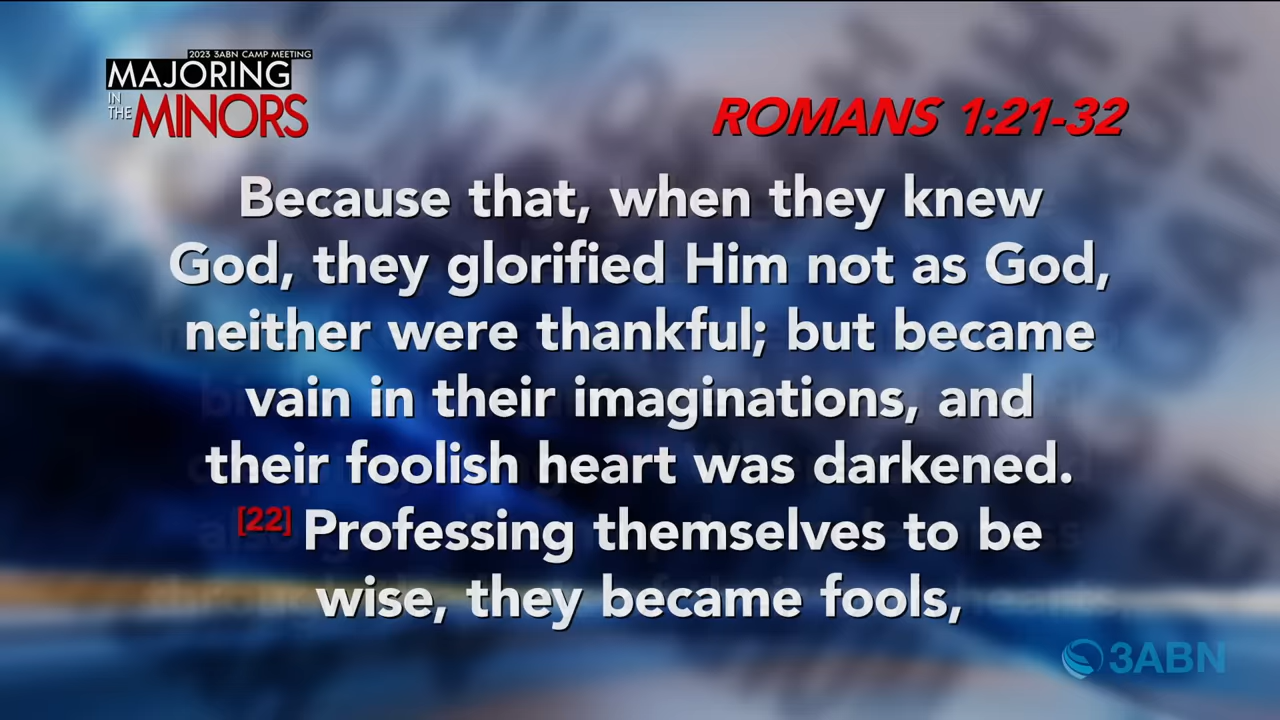 2023 3ABN CAMP MEETING
MAJORING
IN THE
MINORS
ROMANS 1:21-32
Because that, when they knew
God, they glorified Him not as God,
neither were thankful; but became
vain in their imaginations, and
their foolish heart was darkened.
[22] Professing themselves to be
wise, they became fools,
3ABN